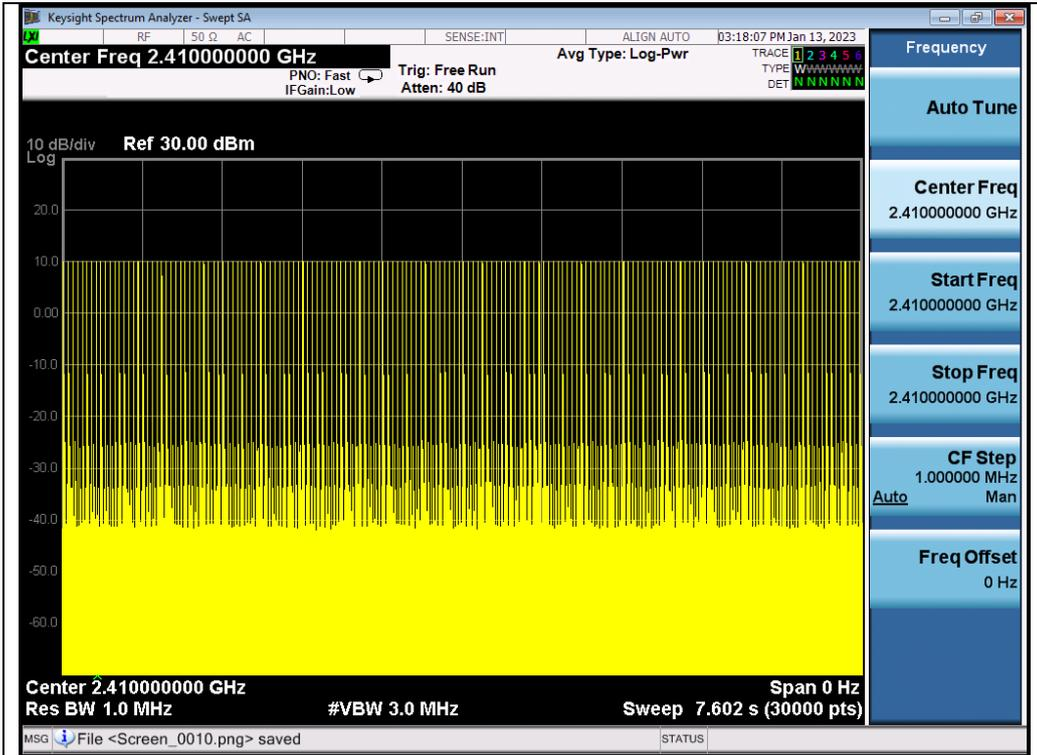 Keysight Spectrum Analyzer - Swept SA
LXI RF 50 Ω AC SENSE:INT ALIGN AUTO 03:18:07 PM Jan 13, 2023
Center Freq 2.410000000 GHz
PNO: Fast
IFGain:Low
Trig: Free Run
Atten: 40 dB
Avg Type: Log-Pwr
TRACE 1 2 3 4 5 6
TYPE WWWWWW
DET N N N N N N
10 dB/div Ref 30.00 dBm
Log
20.0
10.0
0.00
-10.0
-20.0
-30.0
-40.0
-50.0
-60.0
Center 2.410000000 GHz Span 0 Hz
Res BW 1.0 MHz #VBW 3.0 MHz Sweep 7.602 s (30000 pts)
MSG File <Screen_0010.png> saved STATUS
Frequency
Auto Tune
Center Freq
2.410000000 GHz
Start Freq
2.410000000 GHz
Stop Freq
2.410000000 GHz
CF Step
1.000000 MHz
Auto Man
Freq Offset
0 Hz